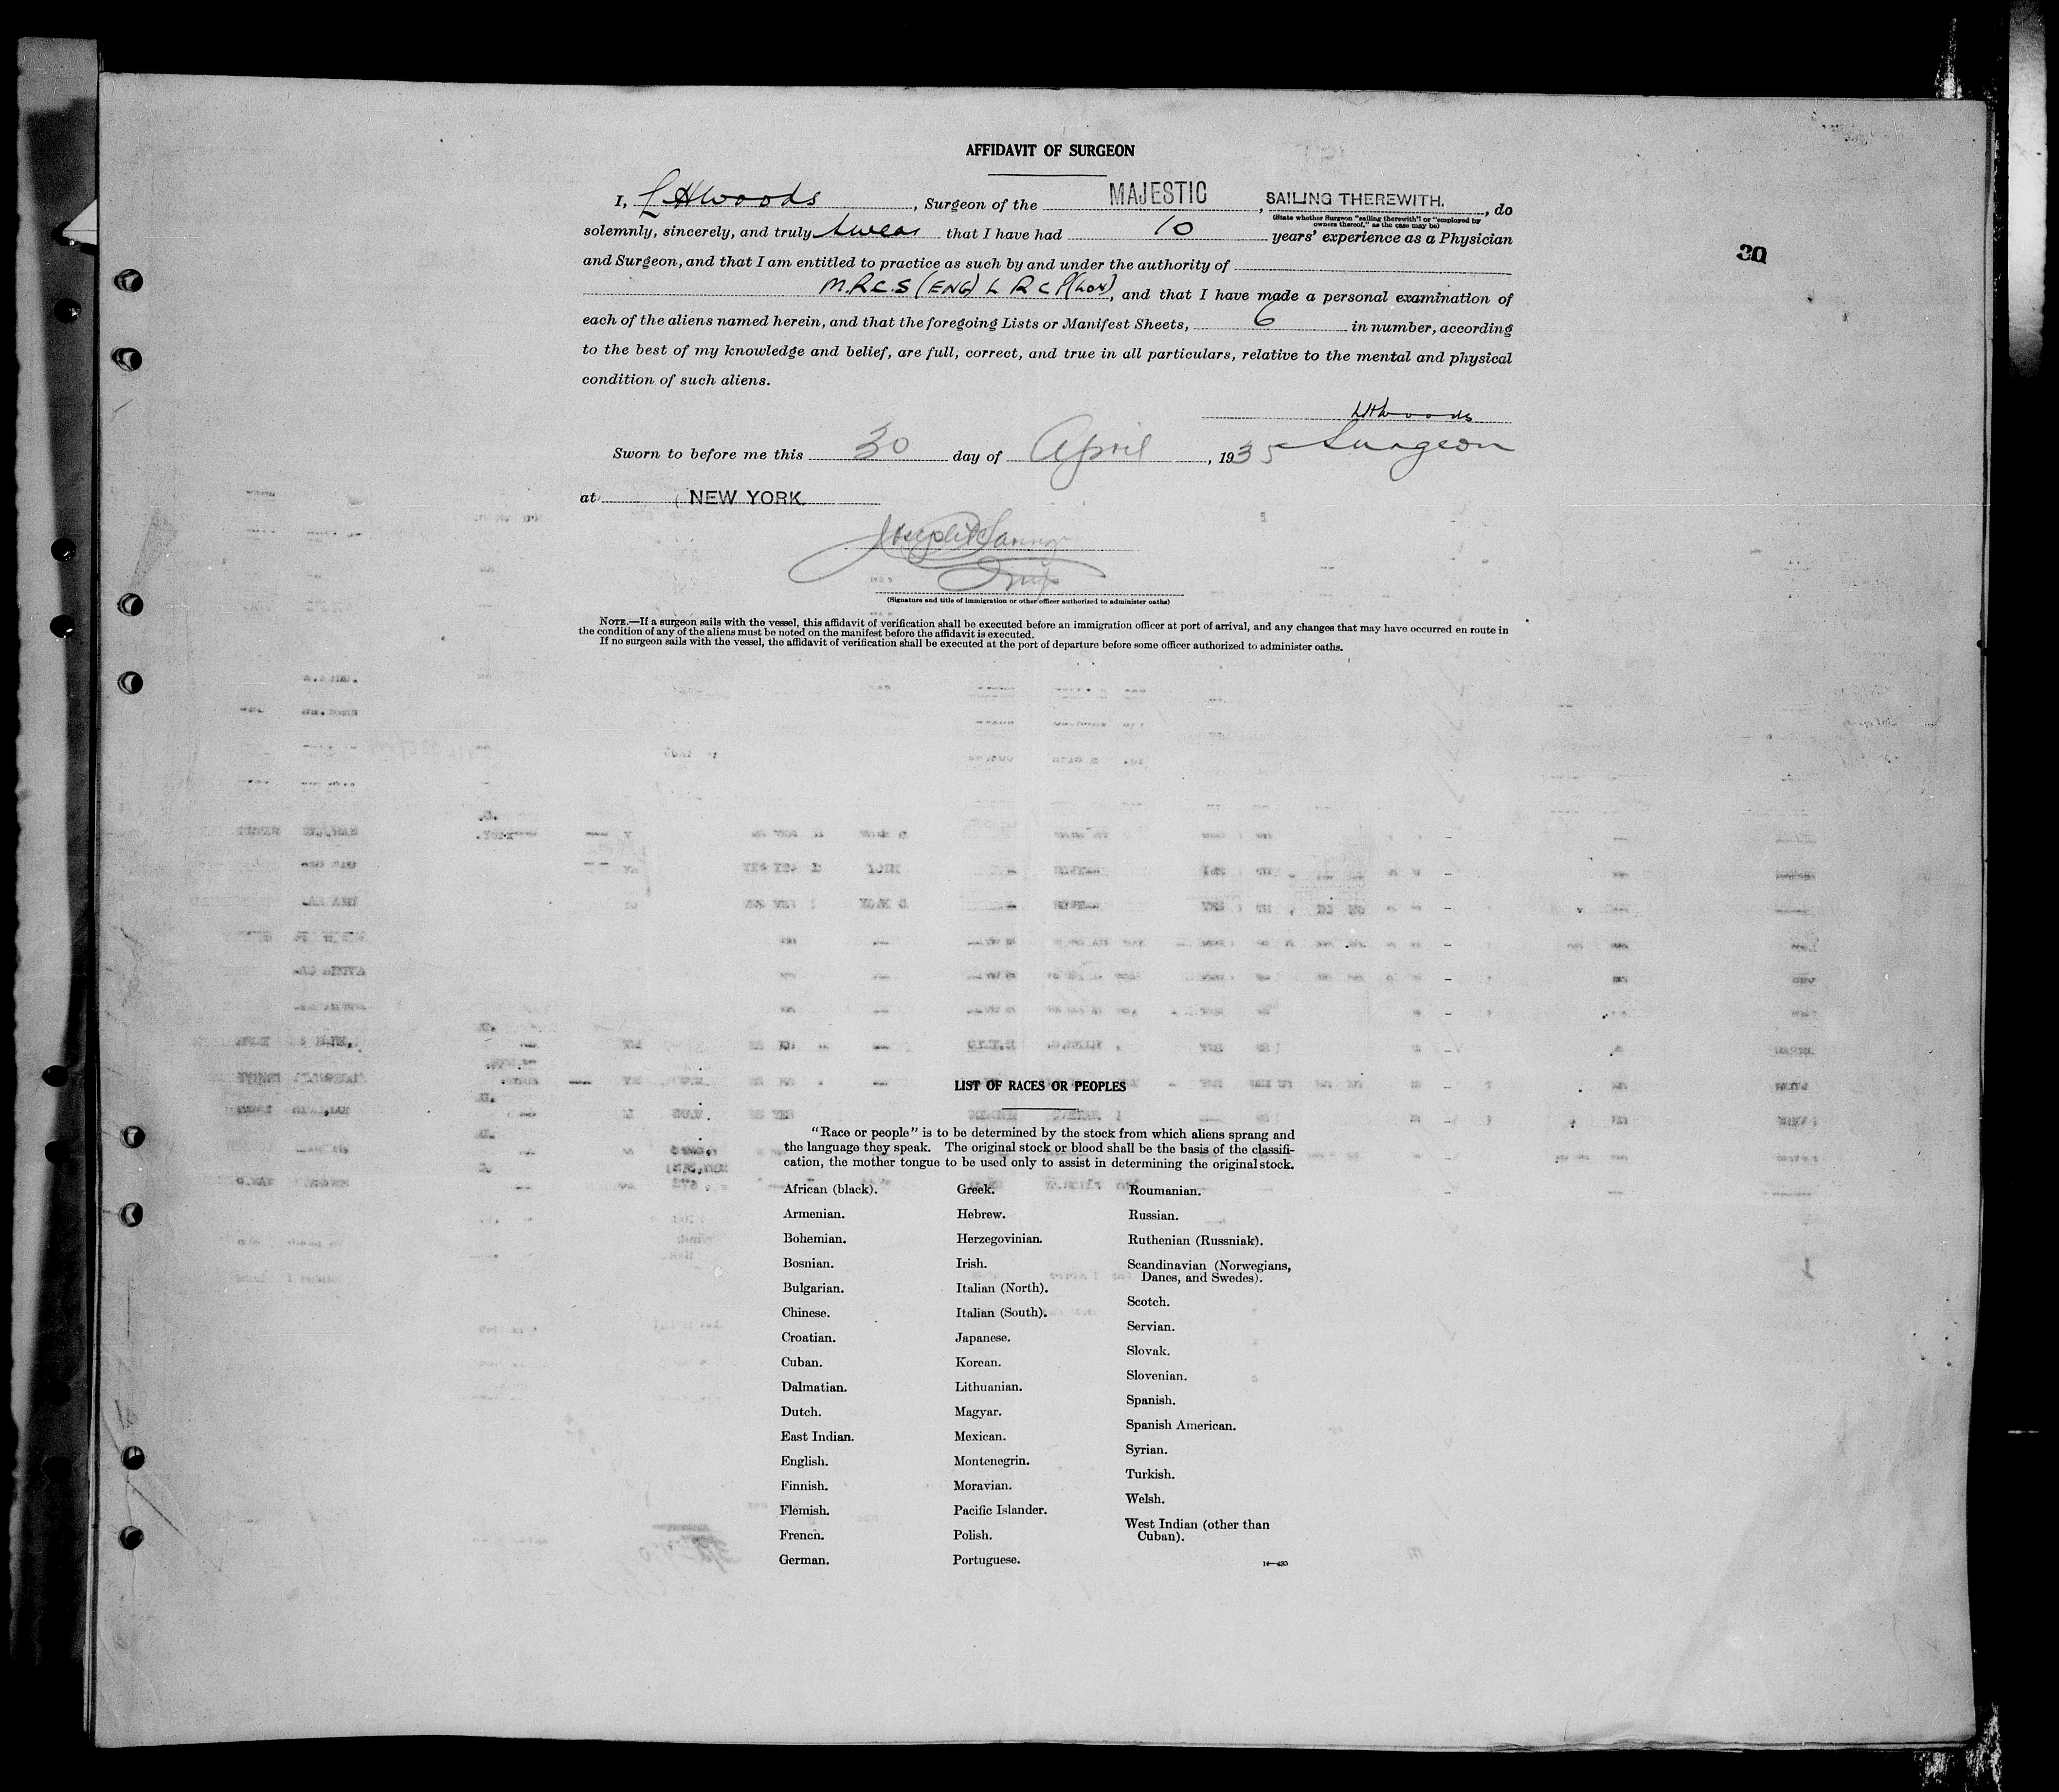 AFFIDAVIT OF SURGEON
I, L H Woods, Surgeon of the MAJESTIC, SAILING THEREWITH., do
(State whether Surgeon "sailing therewith" or "employed by
owners thereof," as the case may be)
solemnly, sincerely, and truly swear that I have had 10 years' experience as a Physician
30
and Surgeon, and that I am entitled to practice as such by and under the authority of
M.R.C.S (ENG) L R C P (LON), and that I have made a personal examination of
each of the aliens named herein, and that the foregoing Lists or Manifest Sheets, 6 in number, according
to the best of my knowledge and belief, are full, correct, and true in all particulars, relative to the mental and physical
condition of such aliens.
LH Woods
Surgeon
Sworn to before me this 30 day of April, 1935
at NEW YORK.
Joseph
(Signature and title of immigration or other officer authorized to administer oaths)
NOTE.—If a surgeon sails with the vessel, this affidavit of verification shall be executed before an immigration officer at port of arrival, and any changes that may have occurred en route in
the condition of any of the aliens must be noted on the manifest before the affidavit is executed.
If no surgeon sails with the vessel, the affidavit of verification shall be executed at the port of departure before some officer authorized to administer oaths.
LIST OF RACES OR PEOPLES
"Race or people" is to be determined by the stock from which aliens sprang and
the language they speak. The original stock or blood shall be the basis of the classifi-
cation, the mother tongue to be used only to assist in determining the original stock.
African (black).
Armenian.
Bohemian.
Bosnian.
Bulgarian.
Chinese.
Croatian.
Cuban.
Dalmatian.
Dutch.
East Indian.
English.
Finnish.
Flemish.
French.
German.
Greek.
Hebrew.
Herzegovinian.
Irish.
Italian (North).
Italian (South).
Japanese.
Korean.
Lithuanian.
Magyar.
Mexican.
Montenegrin.
Moravian.
Pacific Islander.
Polish.
Portuguese.
Roumanian.
Russian.
Ruthenian (Russniak).
Scandinavian (Norwegians,
Danes, and Swedes).
Scotch.
Servian.
Slovak.
Slovenian.
Spanish.
Spanish American.
Syrian.
Turkish.
Welsh.
West Indian (other than
Cuban).